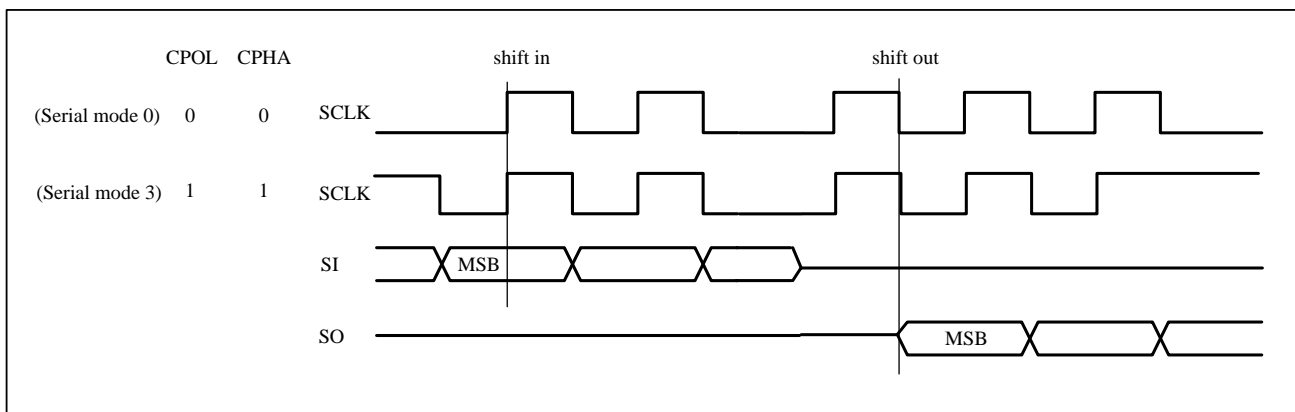 CPOL CPHA shift in shift out
(Serial mode 0) 0 0 SCLK
(Serial mode 3) 1 1 SCLK
SI MSB
SO MSB